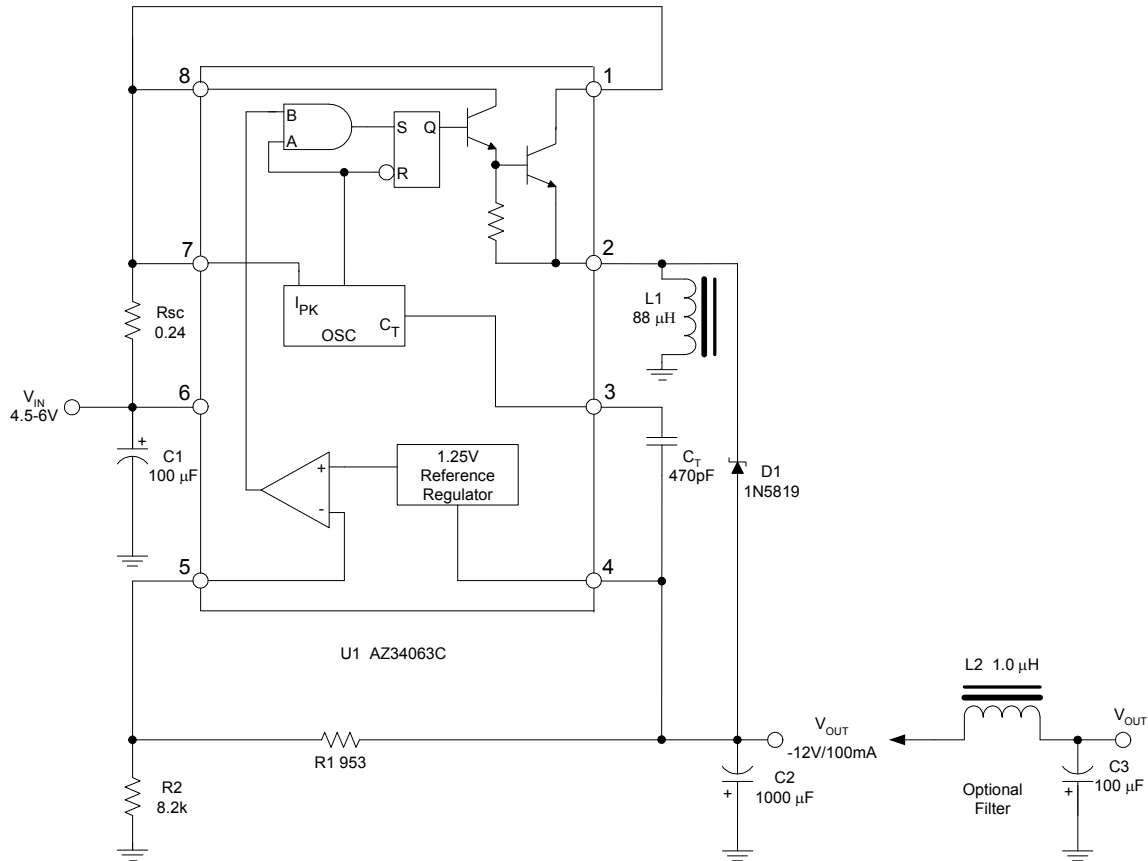 8
1
B
A
S
Q
R
7
2
I_PK
C_T
OSC
L1
88 μH
Rsc
0.24
6
3
V_IN
4.5-6V
C1
100 μF
+
1.25V
Reference
Regulator
+
-
C_T
470pF
D1
1N5819
5
4
U1 AZ34063C
L2 1.0 μH
V_OUT
-12V/100mA
V_OUT
R1 953
R2
8.2k
C2
1000 μF
+
Optional
Filter
C3
100 μF
+